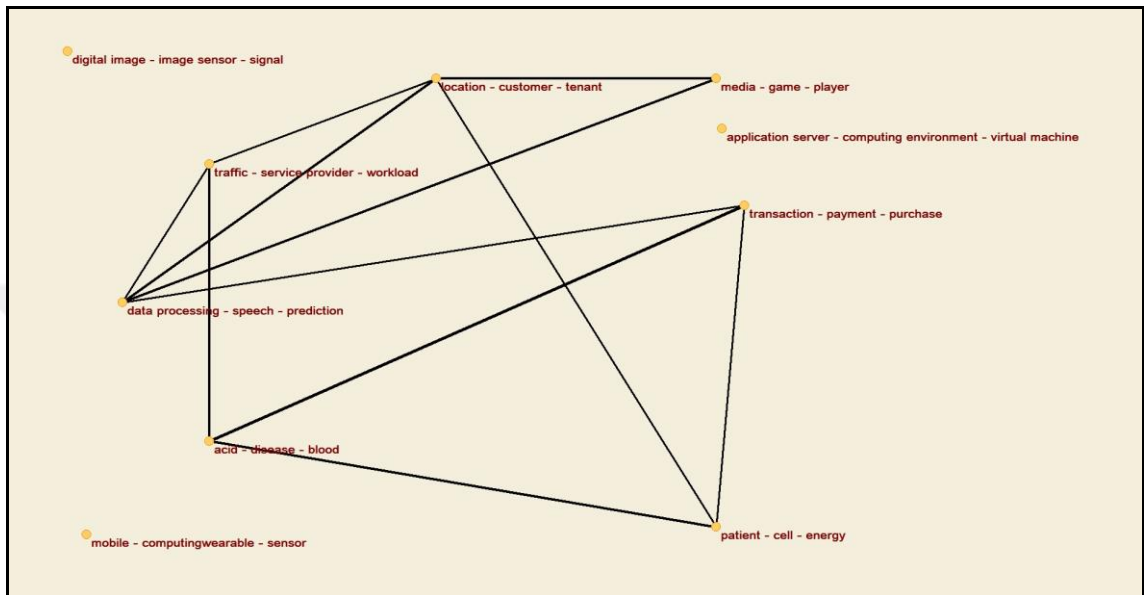 digital image - image sensor - signal
location - customer - tenant
media - game - player
application server - computing environment - virtual machine
traffic - service provider - workload
transaction - payment - purchase
data processing - speech - prediction
acid - disease - blood
patient - cell - energy
mobile - computingwearable - sensor